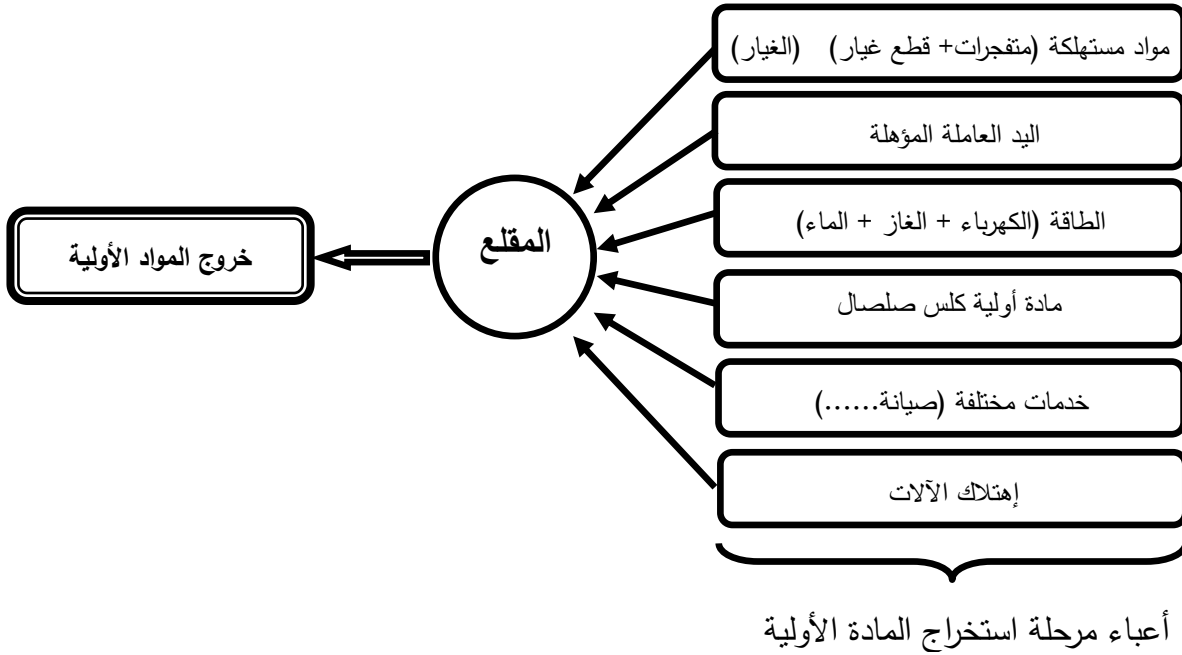 مواد مستهلكة (متفجرات+ قطع غيار) (الغيار)
اليد العاملة المؤهلة
الطاقة (الكهرباء + الغاز + الماء)
مادة أولية كلس صلصال
خدمات مختلفة (صيانة......)
إهتلاك الآلات
المقلع
خروج المواد الأولية
أعباء مرحلة استخراج المادة الأولية